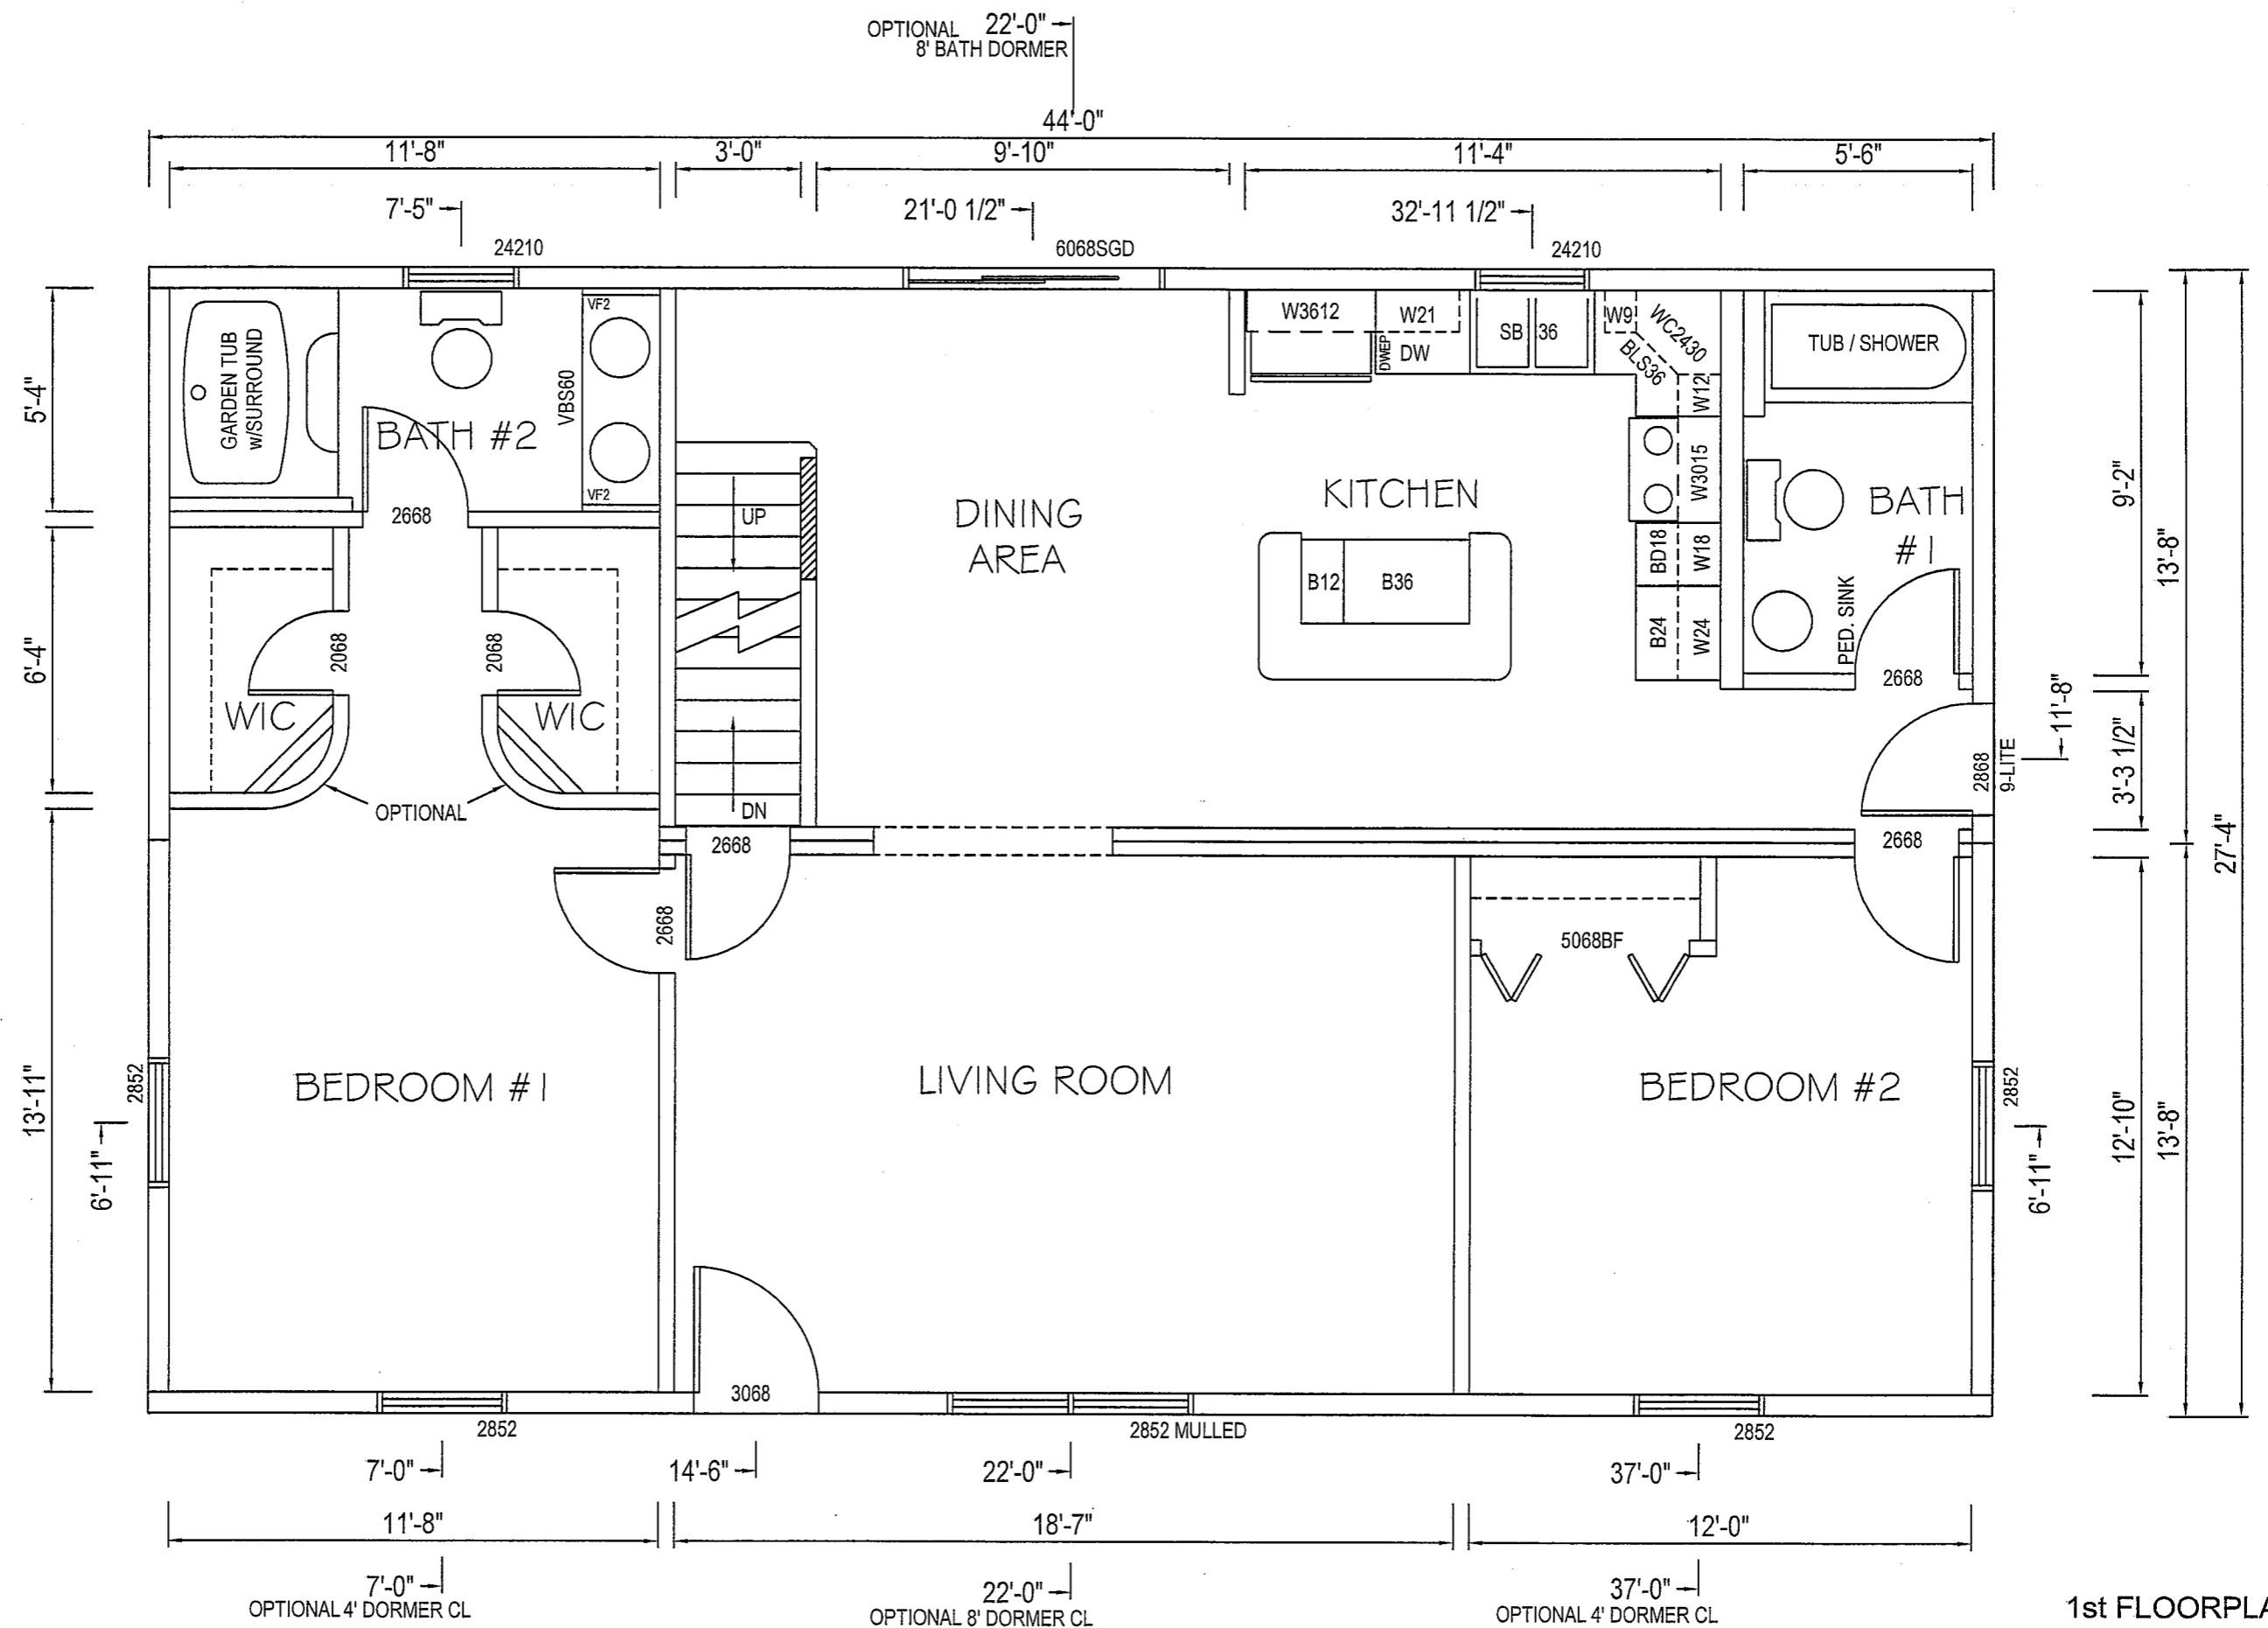 OPTIONAL 22'-0"
8' BATH DORMER
44'-0"
11'-8"
3'-0"
9'-10"
11'-4"
5'-6"
7'-5"
21'-0 1/2"
32'-11 1/2"
24210
6068SGD
24210
GARDEN TUB
w/SURROUND
VF2
VBS60
VF2
BATH #2
2668
5'-4"
6'-4"
13'-11"
W3612
W21
DWEP
DW
SB 36
W9
WC2430
BLS36
W12
W3015
BD18
W18
B24
W24
TUB / SHOWER
KITCHEN
DINING
AREA
B12
B36
BATH
#1
PED. SINK
2668
UP
DN
2068
2068
WIC
WIC
OPTIONAL
2868
9-LITE
11'-8"
9'-2"
3'-3 1/2"
13'-8"
27'-4"
2668
2668
2668
5068BF
BEDROOM #1
LIVING ROOM
BEDROOM #2
2852
6'-11"
2852
6'-11"
12'-10"
13'-8"
3068
2852
2852 MULLED
2852
7'-0"
14'-6"
22'-0"
37'-0"
11'-8"
18'-7"
12'-0"
7'-0"
OPTIONAL 4' DORMER CL
22'-0"
OPTIONAL 8' DORMER CL
37'-0"
OPTIONAL 4' DORMER CL
1st FLOORPLA